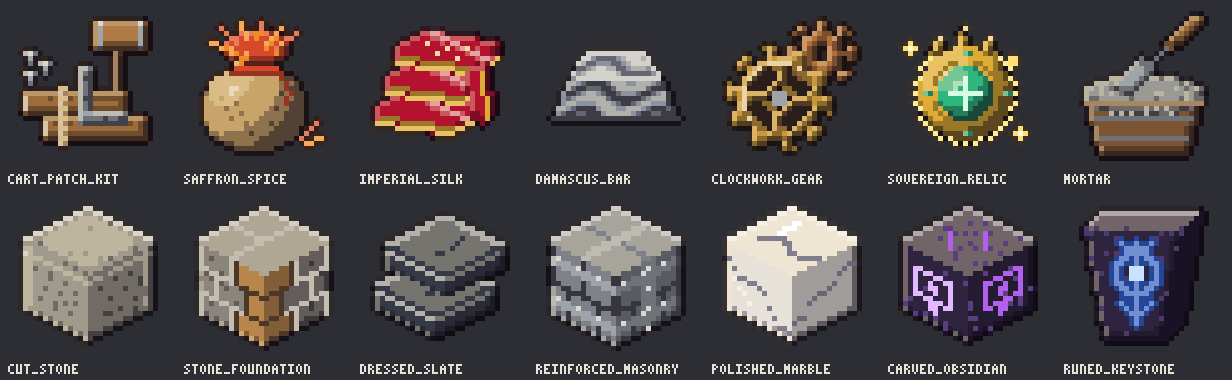 CART_PATCH_KIT
SAFFRON_SPICE
IMPERIAL_SILK
DAMASCUS_BAR
CLOCKWORK_GEAR
SOVEREIGN_RELIC
MORTAR
CUT_STONE
STONE_FOUNDATION
DRESSED_SLATE
REINFORCED_MASONRY
POLISHED_MARBLE
CARVED_OBSIDIAN
RUNED_KEYSTONE